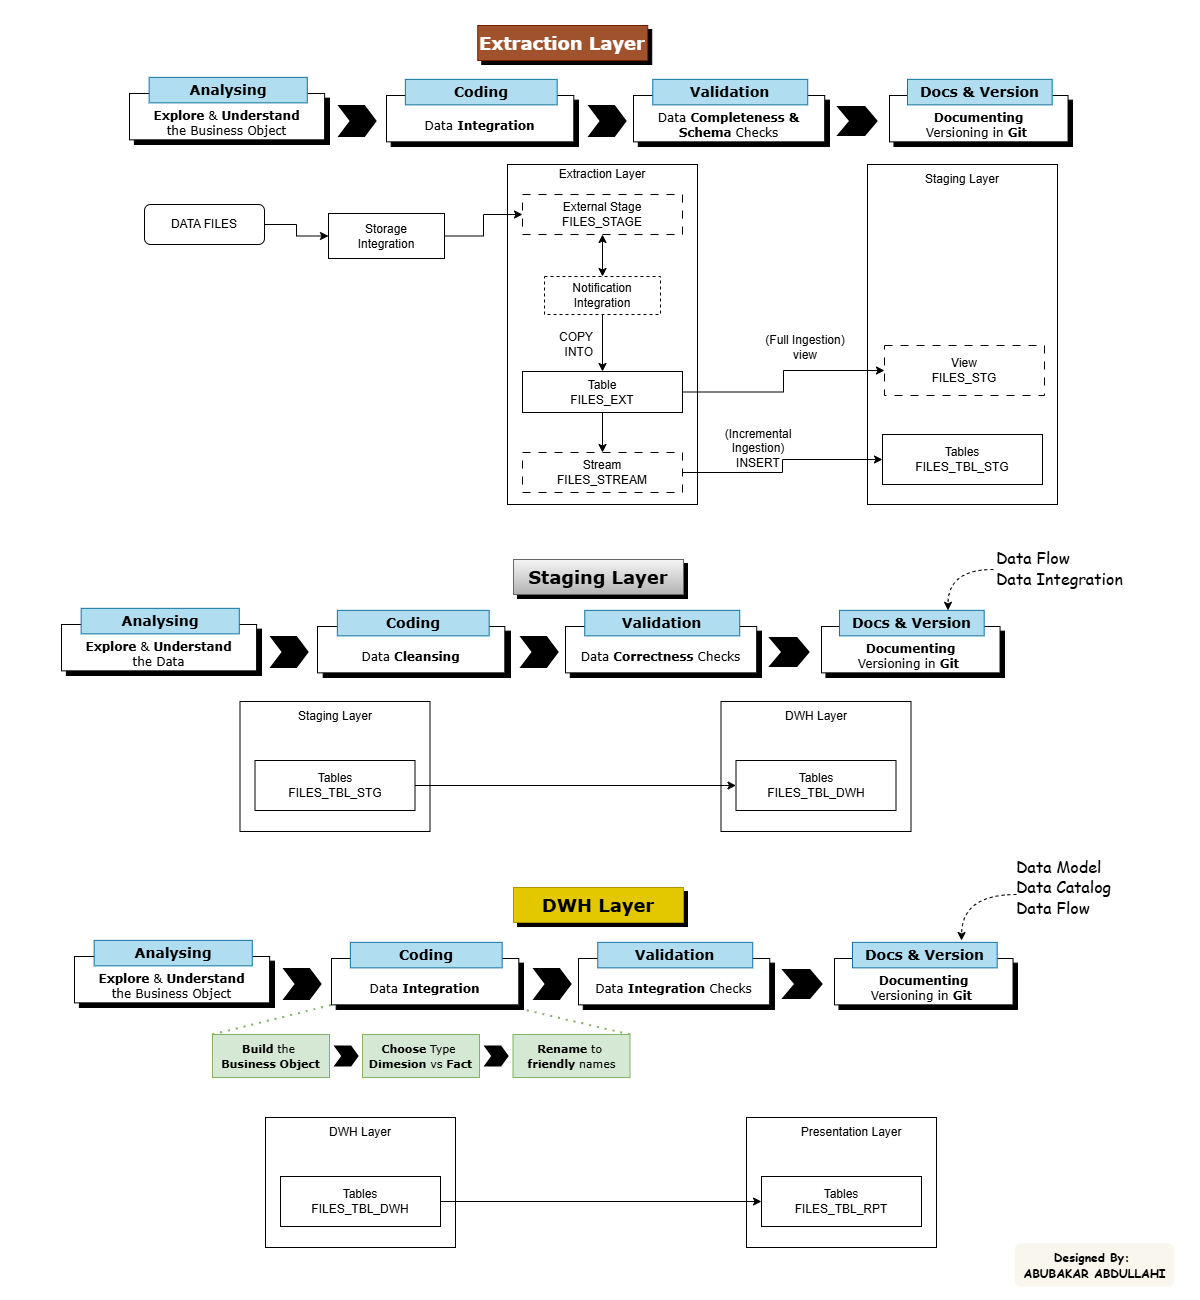 Extraction Layer
Analysing
Explore & Understand
the Business Object
Coding
Data Integration
Validation
Data Completeness &
Schema Checks
Docs & Version
Documenting
Versioning in Git
DATA FILES
Storage
Integration
Extraction Layer
External Stage
FILES_STAGE
Notification
Integration
COPY
INTO
Table
FILES_EXT
Stream
FILES_STREAM
(Full Ingestion)
view
(Incremental
Ingestion)
INSERT
Staging Layer
View
FILES_STG
Tables
FILES_TBL_STG
Staging Layer
Data Flow
Data Integration
Analysing
Explore & Understand
the Data
Coding
Data Cleansing
Validation
Data Correctness Checks
Docs & Version
Documenting
Versioning in Git
Staging Layer
Tables
FILES_TBL_STG
DWH Layer
Tables
FILES_TBL_DWH
DWH Layer
Data Model
Data Catalog
Data Flow
Analysing
Explore & Understand
the Business Object
Coding
Data Integration
Validation
Data Integration Checks
Docs & Version
Documenting
Versioning in Git
Build the
Business Object
Choose Type
Dimesion vs Fact
Rename to
friendly names
DWH Layer
Tables
FILES_TBL_DWH
Presentation Layer
Tables
FILES_TBL_RPT
Designed By:
ABUBAKAR ABDULLAHI